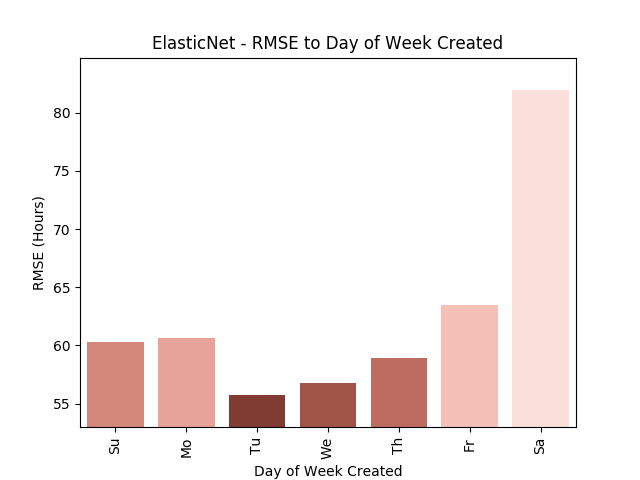 ElasticNet - RMSE to Day of Week Created
RMSE (Hours)
80
75
70
65
60
55
Su
Mo
Tu
We
Th
Fr
Sa
Day of Week Created